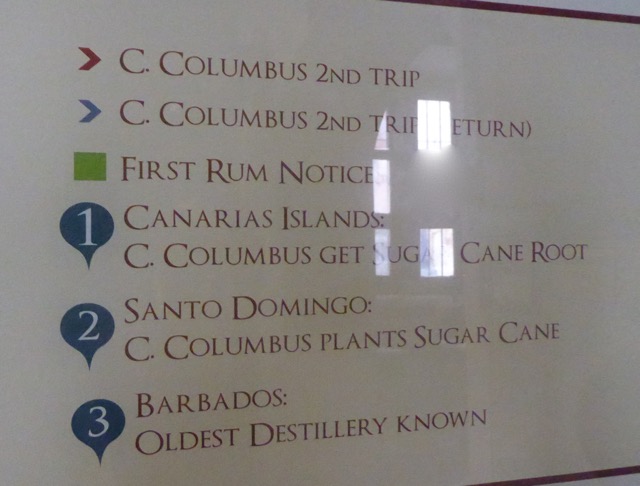 C. COLUMBUS 2ND TRIP
C. COLUMBUS 2ND TRIP (RETURN)
FIRST RUM NOTICE
1 CANARIAS ISLANDS:
C. COLUMBUS GET SUGAR CANE ROOT
2 SANTO DOMINGO:
C. COLUMBUS PLANTS SUGAR CANE
3 BARBADOS:
OLDEST DESTILLERY KNOWN